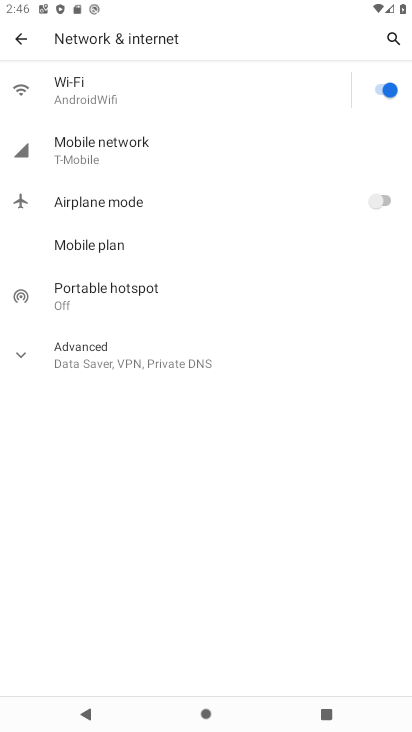 2:46
Network & internet
Wi-Fi
AndroidWifi
Mobile network
T-Mobile
Airplane mode
Mobile plan
Portable hotspot
Off
Advanced
Data Saver, VPN, Private DNS